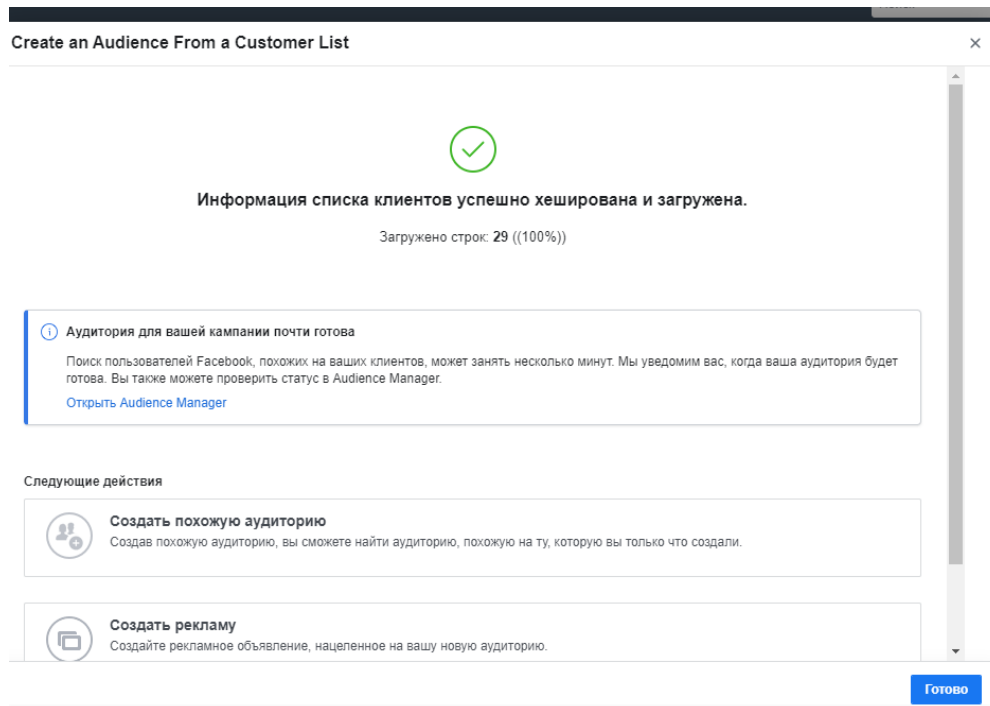 Create an Audience From a Customer List
Информация списка клиентов успешно хеширована и загружена.
Загружено строк: 29 ((100%))
Аудитория для вашей кампании почти готова
Поиск пользователей Facebook, похожих на ваших клиентов, может занять несколько минут. Мы уведомим вас, когда ваша аудитория будет
готова. Вы также можете проверить статус в Audience Manager.
Открыть Audience Manager
Следующие действия
Создать похожую аудиторию
Создав похожую аудиторию, вы сможете найти аудиторию, похожую на ту, которую вы только что создали.
Создать рекламу
Создайте рекламное объявление, нацеленное на вашу новую аудиторию.
Готово